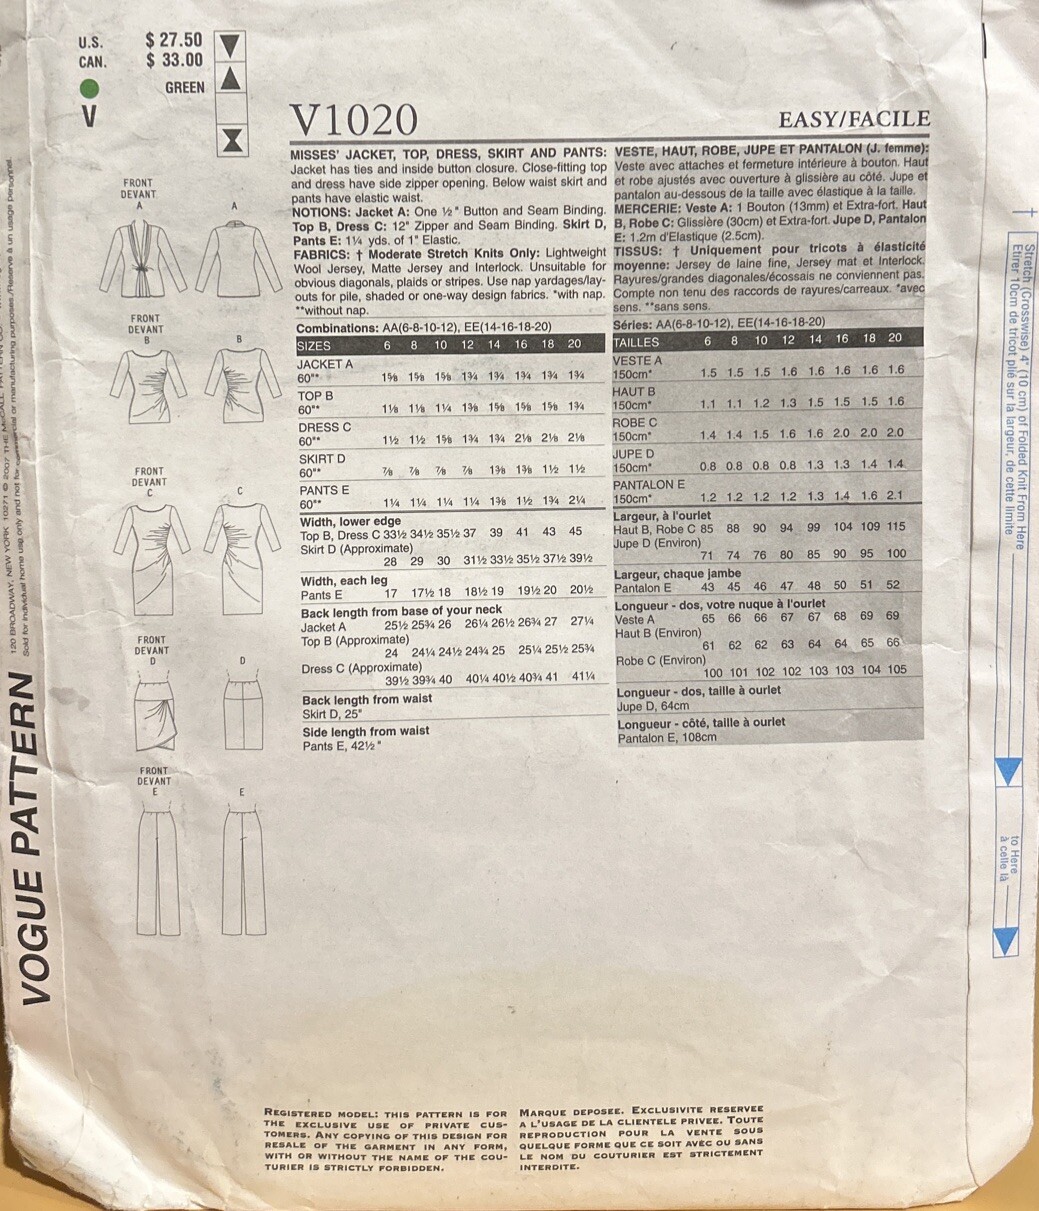 U.S. $ 27.50
CAN. $ 33.00
GREEN
V
V1020
EASY/FACILE
MISSES' JACKET, TOP, DRESS, SKIRT AND PANTS:
Jacket has ties and inside button closure. Close-fitting top
and dress have side zipper opening. Below waist skirt and
pants have elastic waist.
NOTIONS: Jacket A: One ½" Button and Seam Binding.
Top B, Dress C: 12" Zipper and Seam Binding. Skirt D,
Pants E: 1¼ yds. of 1" Elastic.
FABRICS: † Moderate Stretch Knits Only: Lightweight
Wool Jersey, Matte Jersey and Interlock. Unsuitable for
obvious diagonals, plaids or stripes. Use nap yardages/lay-
outs for pile, shaded or one-way design fabrics. *with nap.
**without nap.
Combinations: AA(6-8-10-12), EE(14-16-18-20)
SIZES 6 8 10 12 14 16 18 20
JACKET A
60"* 1⅝ 1⅝ 1⅝ 1¾ 1¾ 1¾ 1¾ 1¾
TOP B
60"* 1⅛ 1⅛ 1¼ 1⅜ 1⅝ 1⅝ 1⅝ 1¾
DRESS C
60"* 1½ 1½ 1⅝ 1¾ 1¾ 2⅛ 2⅛ 2⅛
SKIRT D
60"* ⅞ ⅞ ⅞ ⅞ 1⅜ 1⅜ 1½ 1½
PANTS E
60"* 1¼ 1¼ 1¼ 1¼ 1⅜ 1½ 1¾ 2¼
Width, lower edge
Top B, Dress C 33½ 34½ 35½ 37 39 41 43 45
Skirt D (Approximate)
28 29 30 31½ 33½ 35½ 37½ 39½
Width, each leg
Pants E 17 17½ 18 18½ 19 19½ 20 20½
Back length from base of your neck
Jacket A 25½ 25¾ 26 26¼ 26½ 26¾ 27 27¼
Top B (Approximate)
24 24¼ 24½ 24¾ 25 25¼ 25½ 25¾
Dress C (Approximate)
39½ 39¾ 40 40¼ 40½ 40¾ 41 41¼
Back length from waist
Skirt D, 25"
Side length from waist
Pants E, 42½"
VESTE, HAUT, ROBE, JUPE ET PANTALON (J. femme):
Veste avec attaches et fermeture intérieure à bouton. Haut
et robe ajustés avec ouverture à glissière au côté. Jupe et
pantalon au-dessous de la taille avec élastique à la taille.
MERCERIE: Veste A: 1 Bouton (13mm) et Extra-fort. Haut
B, Robe C: Glissière (30cm) et Extra-fort. Jupe D, Pantalon
E: 1.2m d'Elastique (2.5cm).
TISSUS: † Uniquement pour tricots à élasticité
moyenne: Jersey de laine fine, Jersey mat et Interlock.
Rayures/grandes diagonales/écossais ne conviennent pas.
Compte non tenu des raccords de rayures/carreaux. *avec
sens. **sans sens.
Séries: AA(6-8-10-12), EE(14-16-18-20)
TAILLES 6 8 10 12 14 16 18 20
VESTE A
150cm* 1.5 1.5 1.5 1.6 1.6 1.6 1.6 1.6
HAUT B
150cm* 1.1 1.1 1.2 1.3 1.5 1.5 1.5 1.6
ROBE C
150cm* 1.4 1.4 1.5 1.6 1.6 2.0 2.0 2.0
JUPE D
150cm* 0.8 0.8 0.8 0.8 1.3 1.3 1.4 1.4
PANTALON E
150cm* 1.2 1.2 1.2 1.2 1.3 1.4 1.6 2.1
Largeur, à l'ourlet
Haut B, Robe C 85 88 90 94 99 104 109 115
Jupe D (Environ)
71 74 76 80 85 90 95 100
Largeur, chaque jambe
Pantalon E 43 45 46 47 48 50 51 52
Longueur - dos, votre nuque à l'ourlet
Veste A 65 66 66 67 67 68 69 69
Haut B (Environ)
61 62 62 63 64 64 65 66
Robe C (Environ)
100 101 102 102 103 103 104 105
Longueur - dos, taille à ourlet
Jupe D, 64cm
Longueur - côté, taille à ourlet
Pantalon E, 108cm
FRONT
DEVANT
A A
FRONT
DEVANT
B B
FRONT
DEVANT
C C
FRONT
DEVANT
D D
FRONT
DEVANT
E E
VOGUE PATTERN
120 BROADWAY, NEW YORK 10271 © 2007 THE McCALL PATTERN
Sold for individual home use only and not for commercial or manufacturing purposes./Réservé à un usage personnel.
† Stretch (Crosswise) 4" (10 cm) of Folded Knit From Here
Etirer 10cm de tricot plié sur la largeur, de cette limite
to Here
à celle là
REGISTERED MODEL: THIS PATTERN IS FOR
THE EXCLUSIVE USE OF PRIVATE CUS-
TOMERS. ANY COPYING OF THIS DESIGN FOR
RESALE OF THE GARMENT IN ANY FORM,
WITH OR WITHOUT THE NAME OF THE COU-
TURIER IS STRICTLY FORBIDDEN.
MARQUE DEPOSEE. EXCLUSIVITE RESERVEE
A L'USAGE DE LA CLIENTELE PRIVEE. TOUTE
REPRODUCTION POUR LA VENTE SOUS
QUELQUE FORME QUE CE SOIT AVEC OU SANS
LE NOM DU COUTURIER EST STRICTEMENT
INTERDITE.